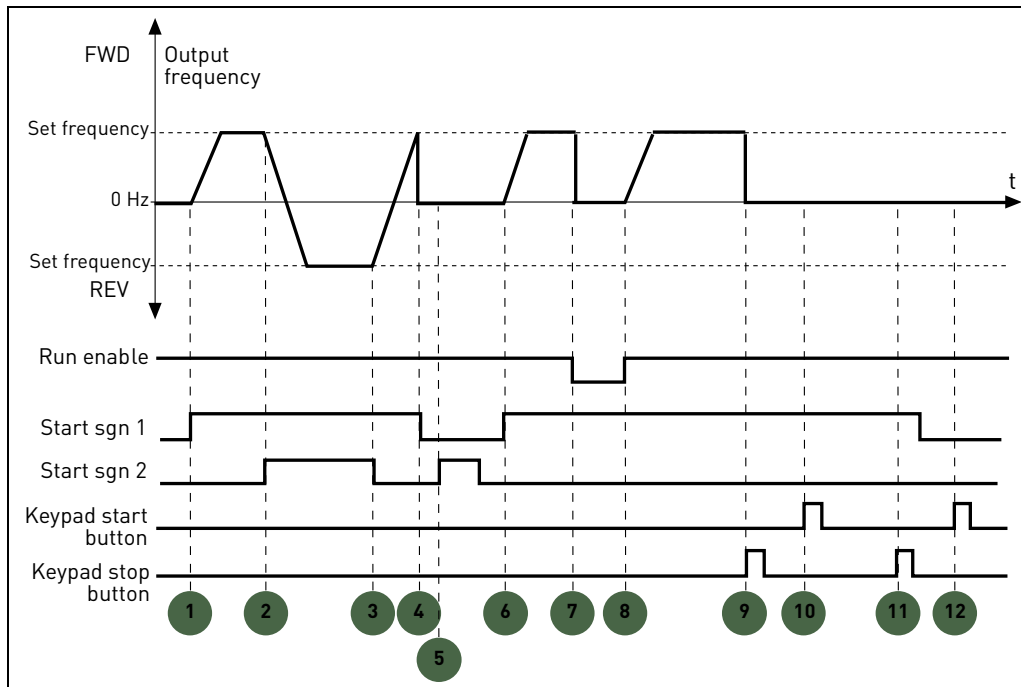 FWD
Output
frequency
Set frequency
0 Hz
t
Set frequency
REV
Run enable
Start sgn 1
Start sgn 2
Keypad start
button
Keypad stop
button
1 2 3 4 6 7 8 9 10 11 12
5